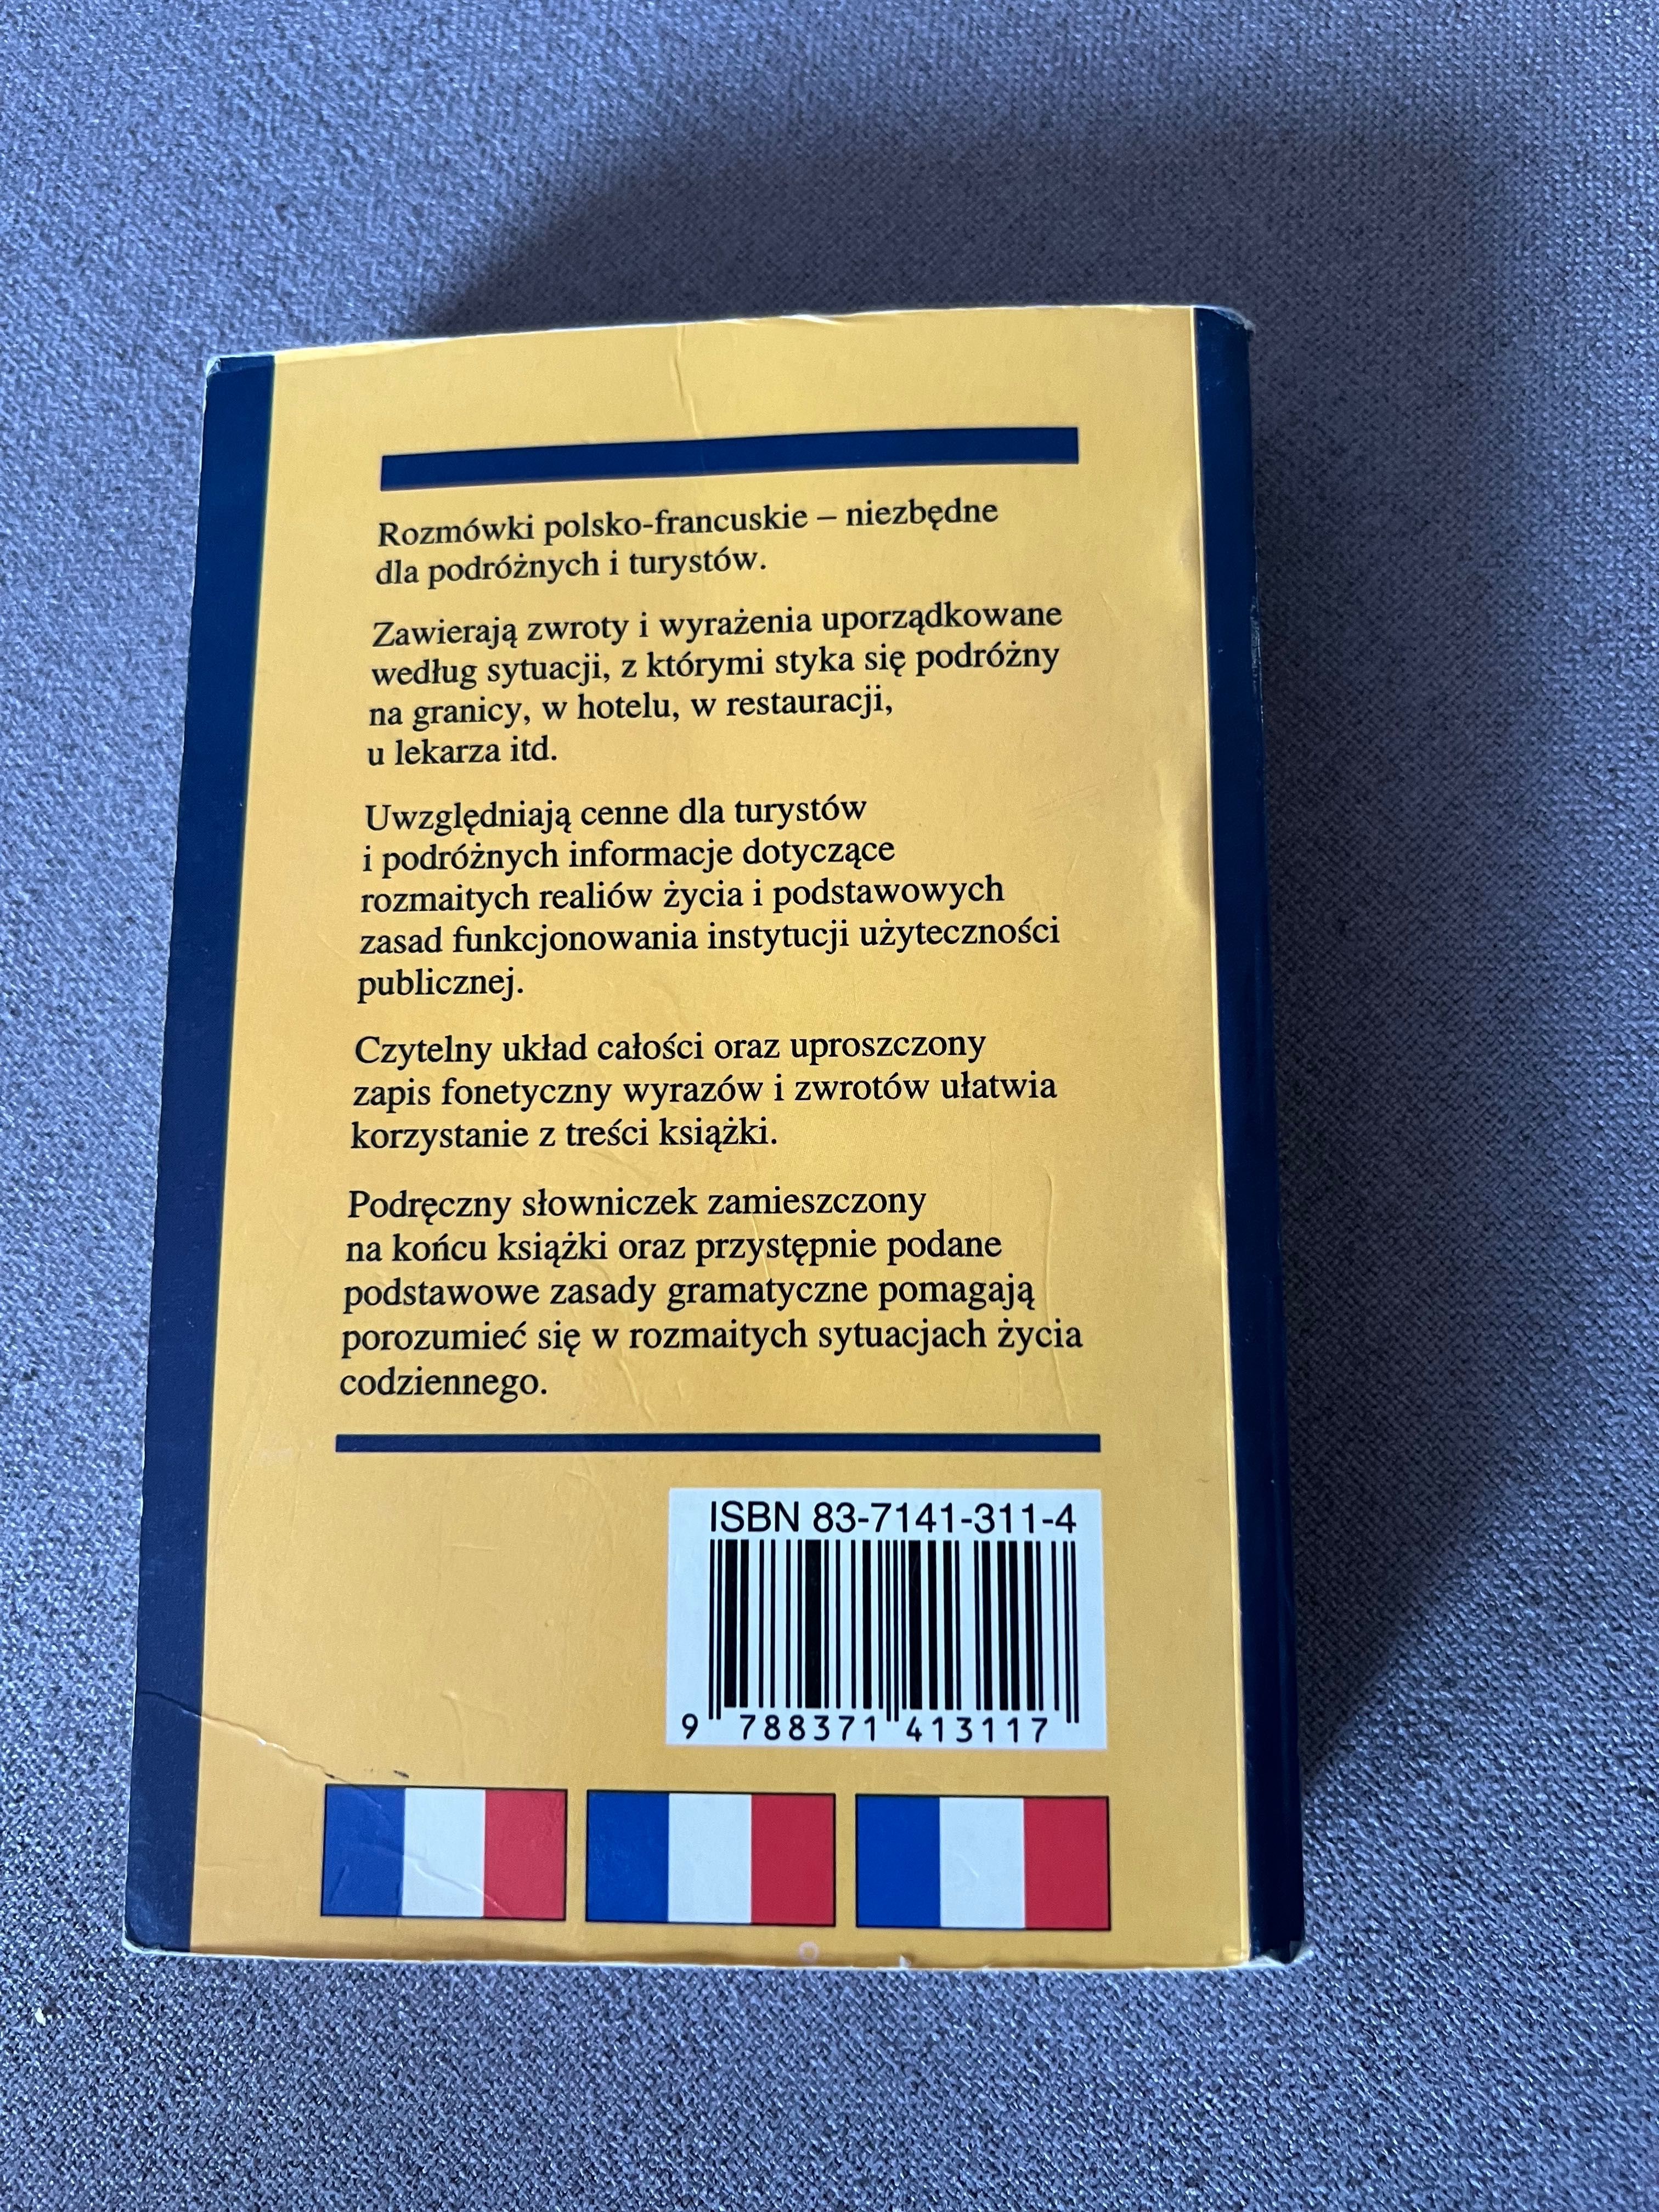 Rozmówki polsko-francuskie – niezbędne
dla podróżnych i turystów.
Zawierają zwroty i wyrażenia uporządkowane
według sytuacji, z którymi styka się podróżny
na granicy, w hotelu, w restauracji,
u lekarza itd.
Uwzględniają cenne dla turystów
i podróżnych informacje dotyczące
rozmaitych realiów życia i podstawowych
zasad funkcjonowania instytucji użyteczności
publicznej.
Czytelny układ całości oraz uproszczony
zapis fonetyczny wyrazów i zwrotów ułatwia
korzystanie z treści książki.
Podręczny słowniczek zamieszczony
na końcu książki oraz przystępnie podane
podstawowe zasady gramatyczne pomagają
porozumieć się w rozmaitych sytuacjach życia
codziennego.
ISBN 83-7141-311-4
9 788371 413117